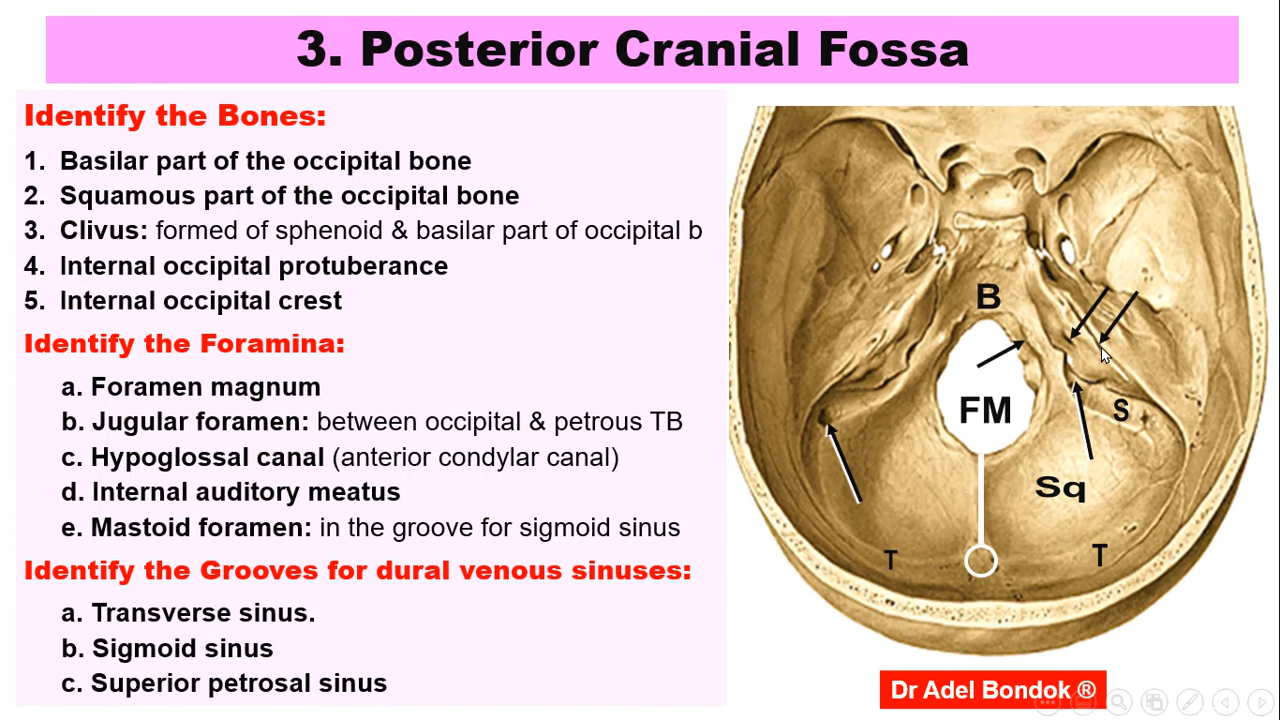 3. Posterior Cranial Fossa
Identify the Bones:
1. Basilar part of the occipital bone
2. Squamous part of the occipital bone
3. Clivus: formed of sphenoid & basilar part of occipital b
4. Internal occipital protuberance
5. Internal occipital crest
Identify the Foramina:
a. Foramen magnum
b. Jugular foramen: between occipital & petrous TB
c. Hypoglossal canal (anterior condylar canal)
d. Internal auditory meatus
e. Mastoid foramen: in the groove for sigmoid sinus
Identify the Grooves for dural venous sinuses:
a. Transverse sinus.
b. Sigmoid sinus
c. Superior petrosal sinus
B
FM
S
Sq
T
T
Dr Adel Bondok ®